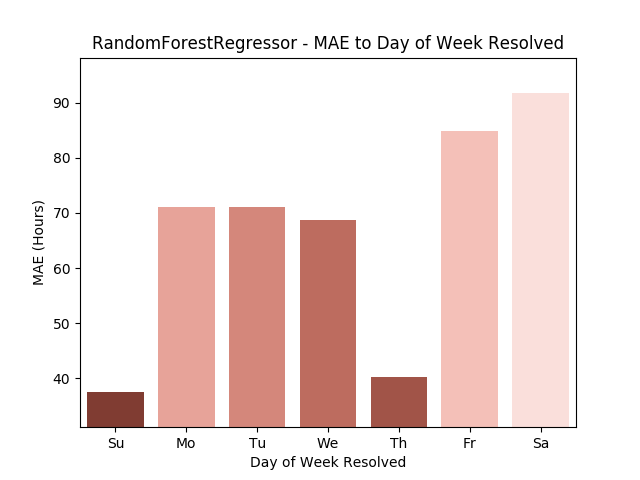 RandomForestRegressor - MAE to Day of Week Resolved
MAE (Hours)
90
80
70
60
50
40
Su Mo Tu We Th Fr Sa
Day of Week Resolved